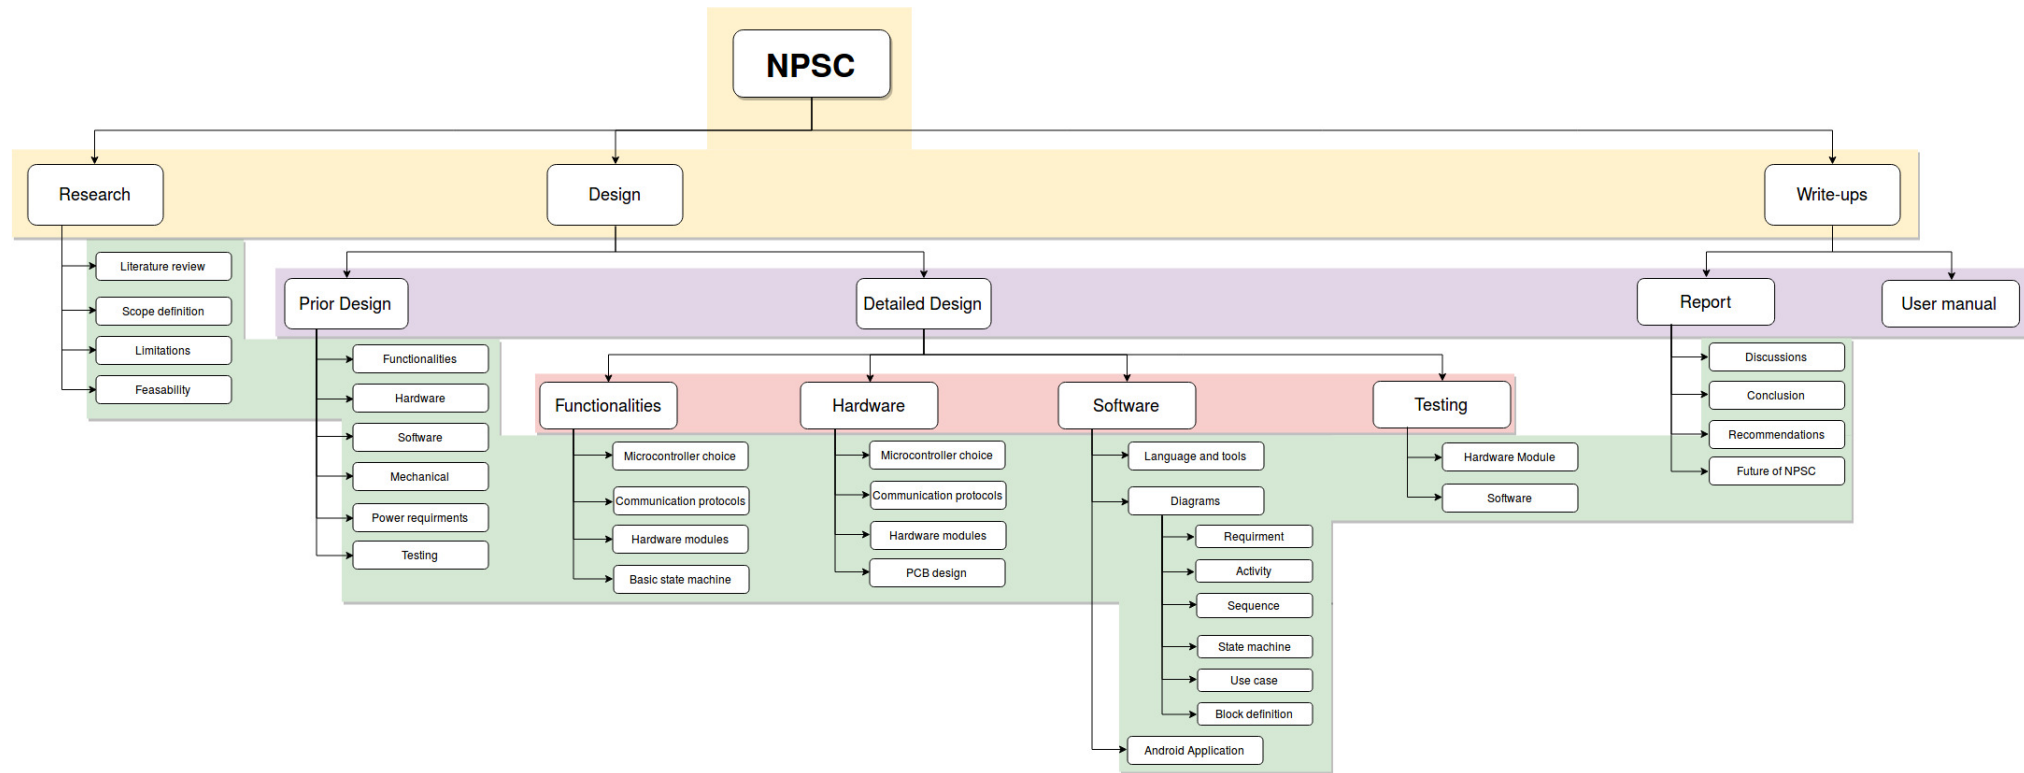 NPSC
Research
Design
Write-ups
Literature review
Scope definition
Limitations
Feasability
Prior Design
Detailed Design
Report
User manual
Functionalities
Hardware
Software
Mechanical
Power requirments
Testing
Functionalities
Hardware
Software
Testing
Microcontroller choice
Communication protocols
Hardware modules
Basic state machine
Microcontroller choice
Communication protocols
Hardware modules
PCB design
Language and tools
Diagrams
Requirment
Activity
Sequence
State machine
Use case
Block definition
Android Application
Hardware Module
Software
Discussions
Conclusion
Recommendations
Future of NPSC